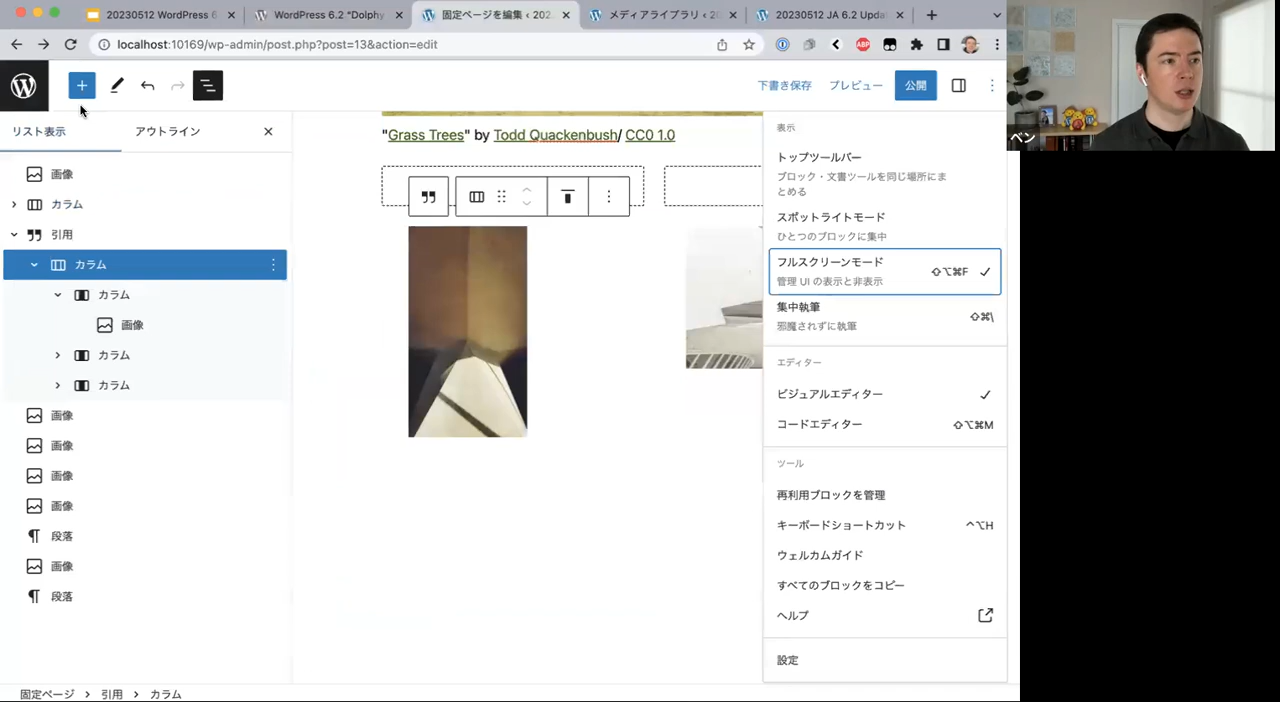 20230512 WordPress 6
WordPress 6.2 "Dolphy
固定ページを編集 ‹ 202
メディアライブラリ ‹ 2
20230512 JA 6.2 Upda
localhost:10169/wp-admin/post.php?post=13&action=edit
ABP
下書き保存
プレビュー
公開
リスト表示
アウトライン
画像
カラム
引用
カラム
カラム
画像
カラム
カラム
画像
画像
画像
画像
段落
画像
段落
"Grass Trees" by Todd Quackenbush/ CC0 1.0
表示
トップツールバー
ブロック・文書ツールを同じ場所にま
とめる
スポットライトモード
ひとつのブロックに集中
フルスクリーンモード
管理 UI の表示と非表示
⇧⌥⌘F
集中執筆
邪魔されずに執筆
⇧⌘\
エディター
ビジュアルエディター
コードエディター
⇧⌥⌘M
ツール
再利用ブロックを管理
キーボードショートカット
^⌥H
ウェルカムガイド
すべてのブロックをコピー
ヘルプ
設定
固定ページ > 引用 > カラム
ベン